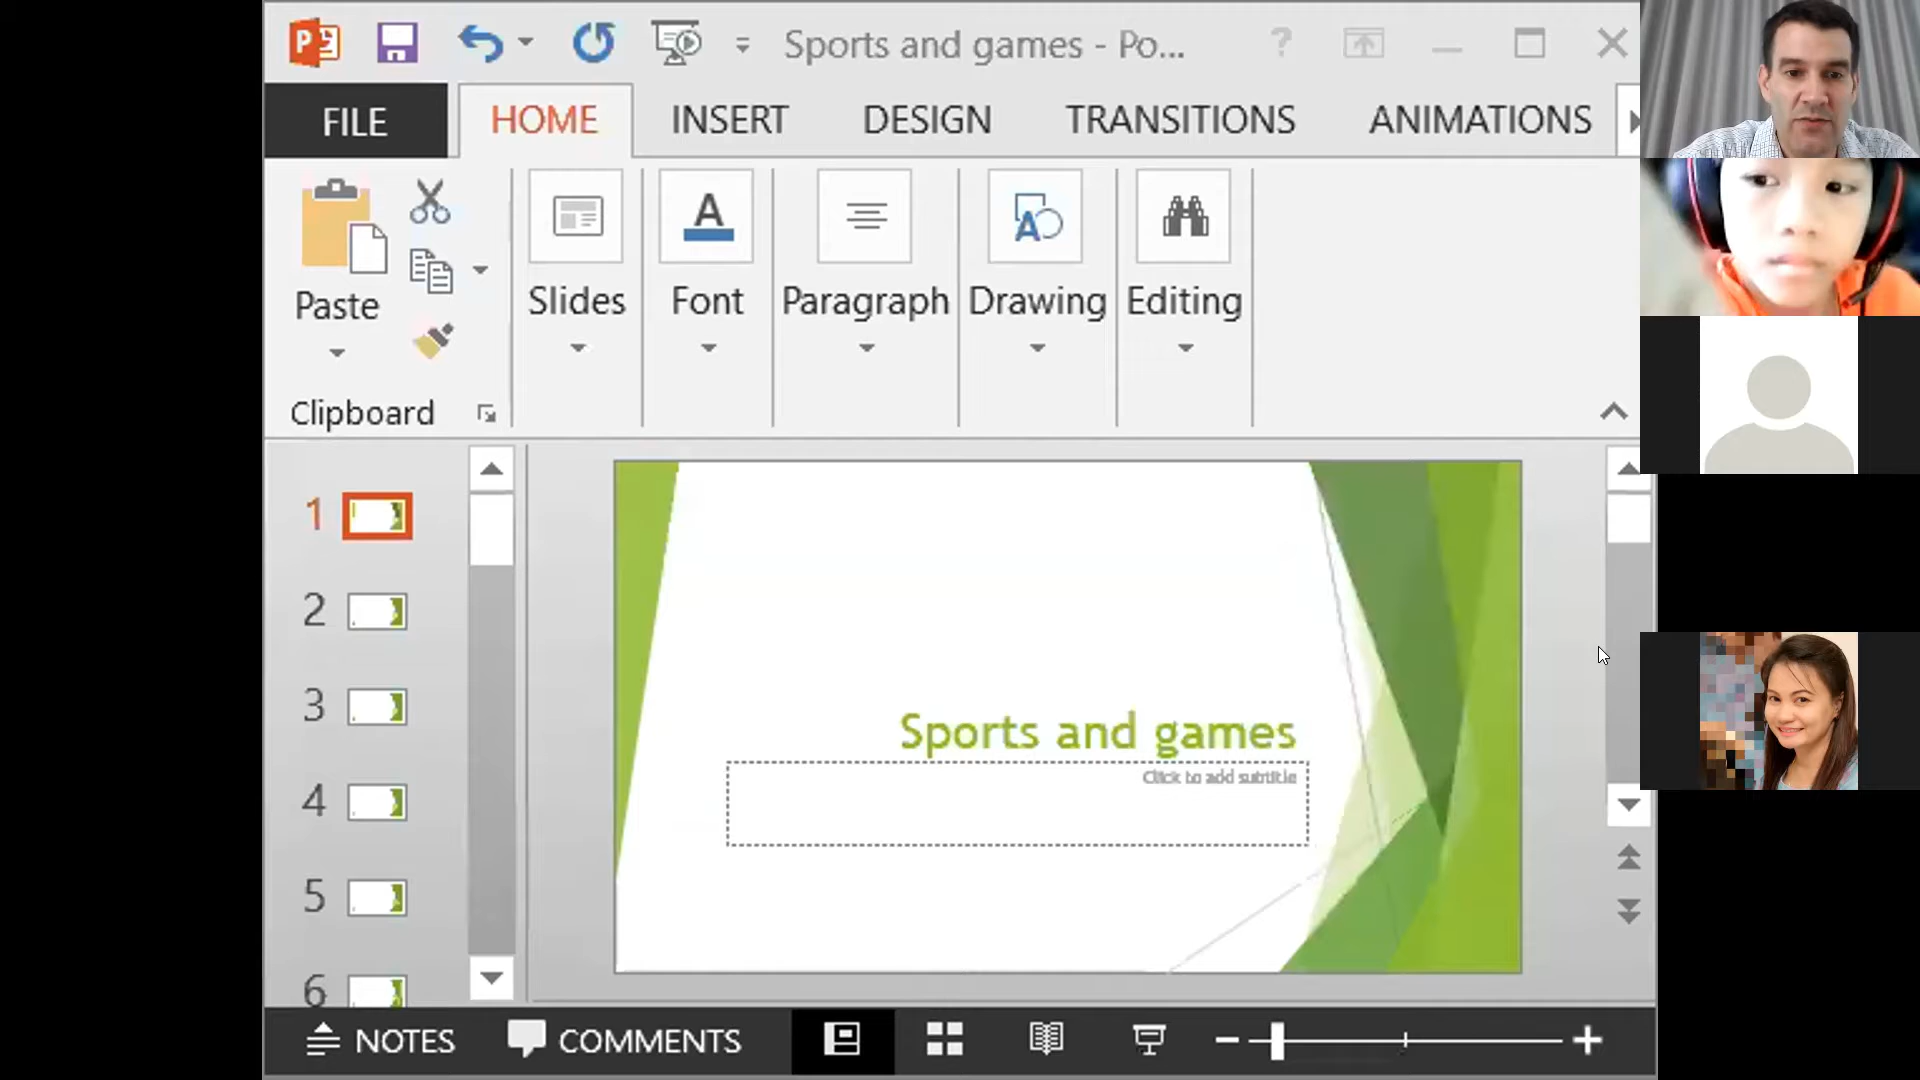 Sports and games - Po...
FILE HOME INSERT DESIGN TRANSITIONS ANIMATIONS
Paste
Slides Font Paragraph Drawing Editing
Clipboard
1
2
3
4
5
6
Sports and games
Click to add subtitle
NOTES COMMENTS